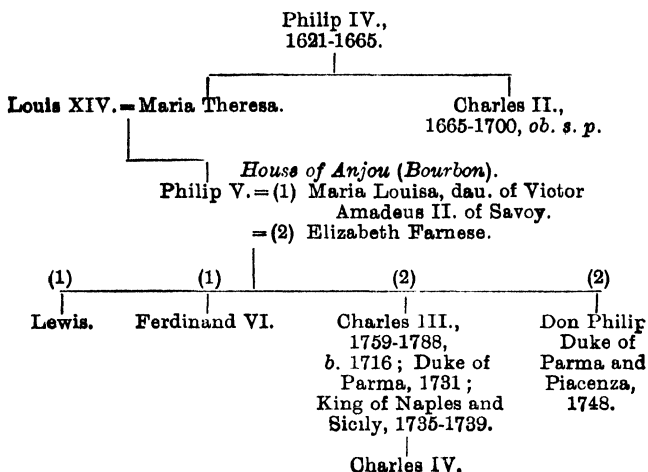 Philip IV.,
1621-1665.
Louis XIV.=Maria Theresa.
Charles II.,
1665-1700, ob. s. p.
House of Anjou (Bourbon).
Philip V.=(1) Maria Louisa, dau. of Victor
Amadeus II. of Savoy.
=(2) Elizabeth Farnese.
(1) (1) (2) (2)
Lewis.
Ferdinand VI.
Charles III.,
1759-1788,
b. 1716; Duke of
Parma, 1731;
King of Naples and
Sicily, 1735-1739.
Don Philip
Duke of
Parma and
Piacenza,
1748.
Charles IV.